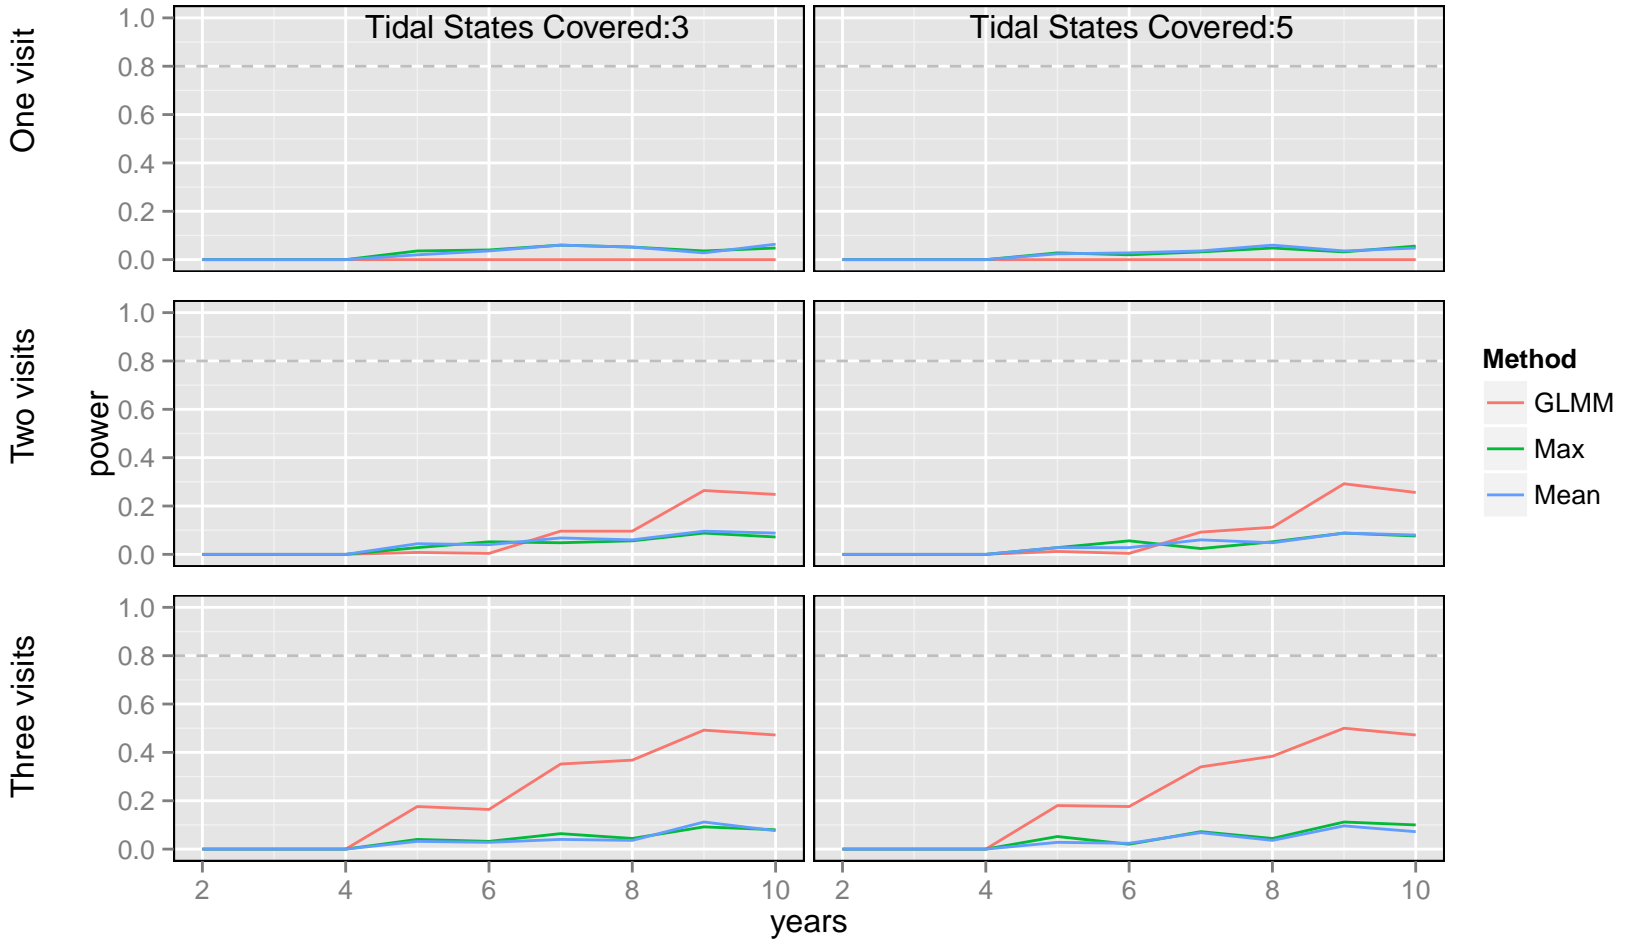 Tidal States Covered:3
Tidal States Covered:5
One visit
1.0
0.8
0.6
0.4
0.2
0.0
Two visits
power
1.0
0.8
0.6
0.4
0.2
0.0
Three visits
1.0
0.8
0.6
0.4
0.2
0.0
2 4 6 8 10
2 4 6 8 10
years
Method
GLMM
Max
Mean